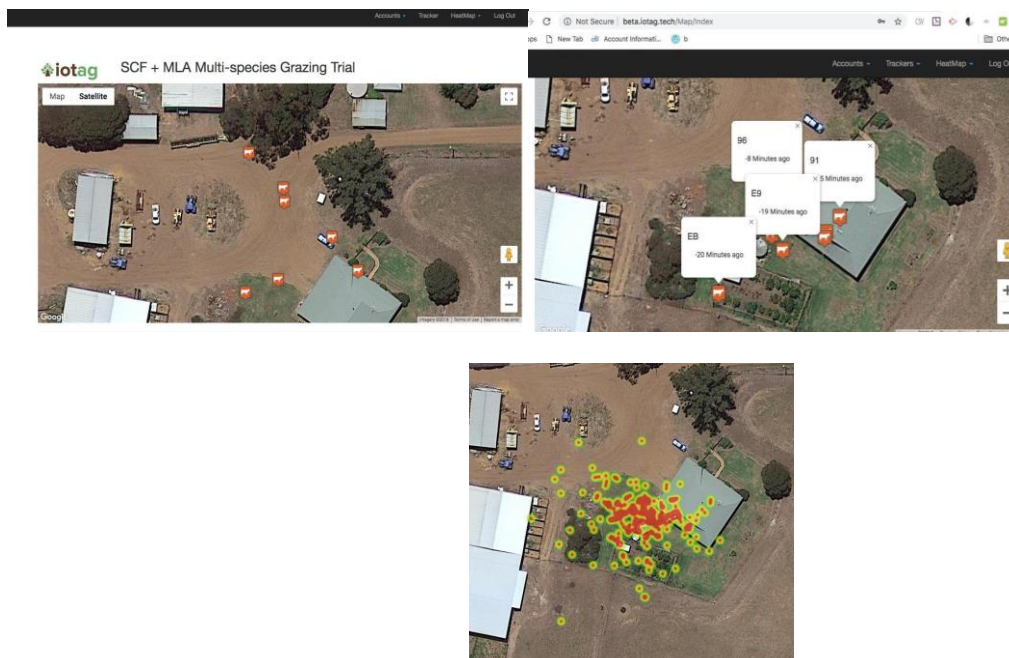 Accounts Tracker HeatMap Log Out
iotag SCF + MLA Multi-species Grazing Trial
Map Satellite
Not Secure beta.iotag.tech/Map/Index
New Tab Account Informati... b
Accounts Trackers HeatMap
96
-8 Minutes ago
91
5 Minutes ago
E9
-19 Minutes ago
EB
-20 Minutes ago